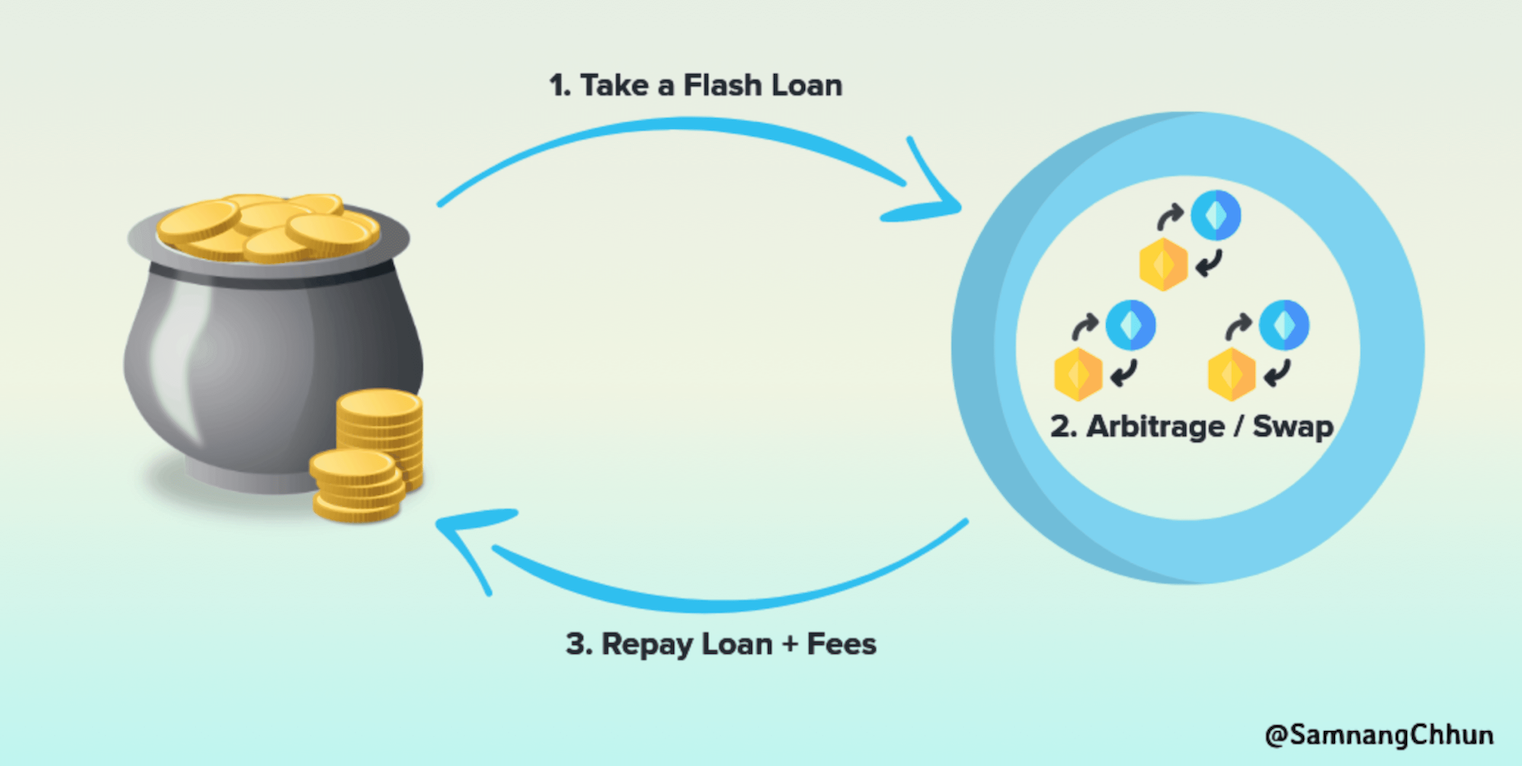 1. Take a Flash Loan
2. Arbitrage / Swap
3. Repay Loan + Fees
@SamnangChhun